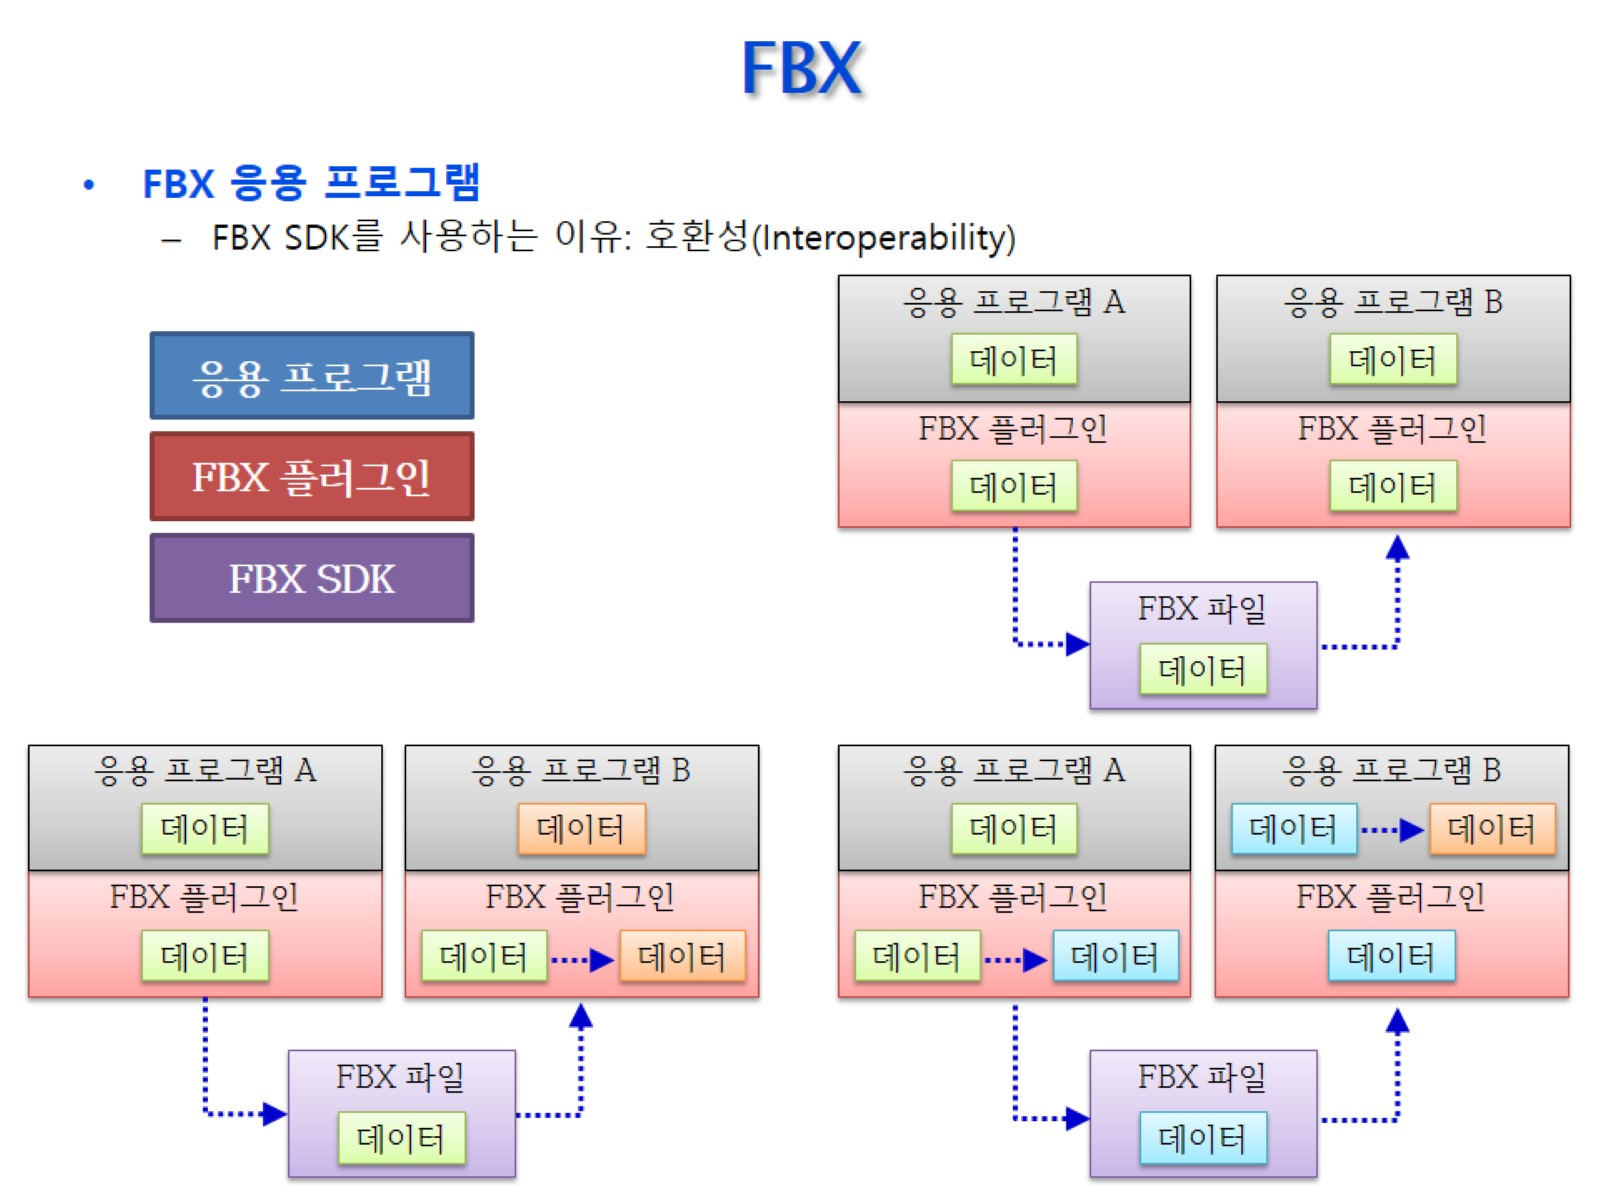 FBX
• FBX 응용 프로그램
– FBX SDK를 사용하는 이유: 호환성(Interoperability)
응용 프로그램
FBX 플러그인
FBX SDK
응용 프로그램 A
데이터
FBX 플러그인
데이터
응용 프로그램 B
데이터
FBX 플러그인
데이터
FBX 파일
데이터
응용 프로그램 A
데이터
FBX 플러그인
데이터
응용 프로그램 B
데이터
FBX 플러그인
데이터 데이터
FBX 파일
데이터
응용 프로그램 A
데이터
FBX 플러그인
데이터 데이터
응용 프로그램 B
데이터 데이터
FBX 플러그인
데이터
FBX 파일
데이터